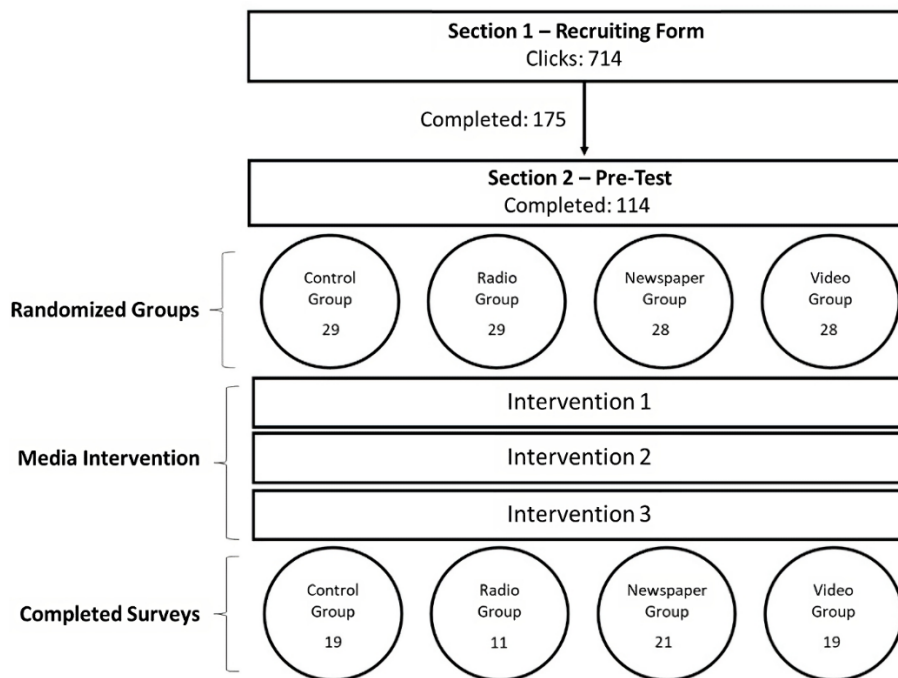 Section 1 – Recruiting Form
Clicks: 714
Completed: 175
Section 2 – Pre-Test
Completed: 114
Randomized Groups
Control
Group
29
Radio
Group
29
Newspaper
Group
28
Video
Group
28
Media Intervention
Intervention 1
Intervention 2
Intervention 3
Completed Surveys
Control
Group
19
Radio
Group
11
Newspaper
Group
21
Video
Group
19